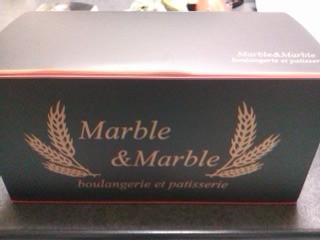 Marble&Marble
boulangerie et patisserie
Marble
&Marble
boulangerie et patisserie